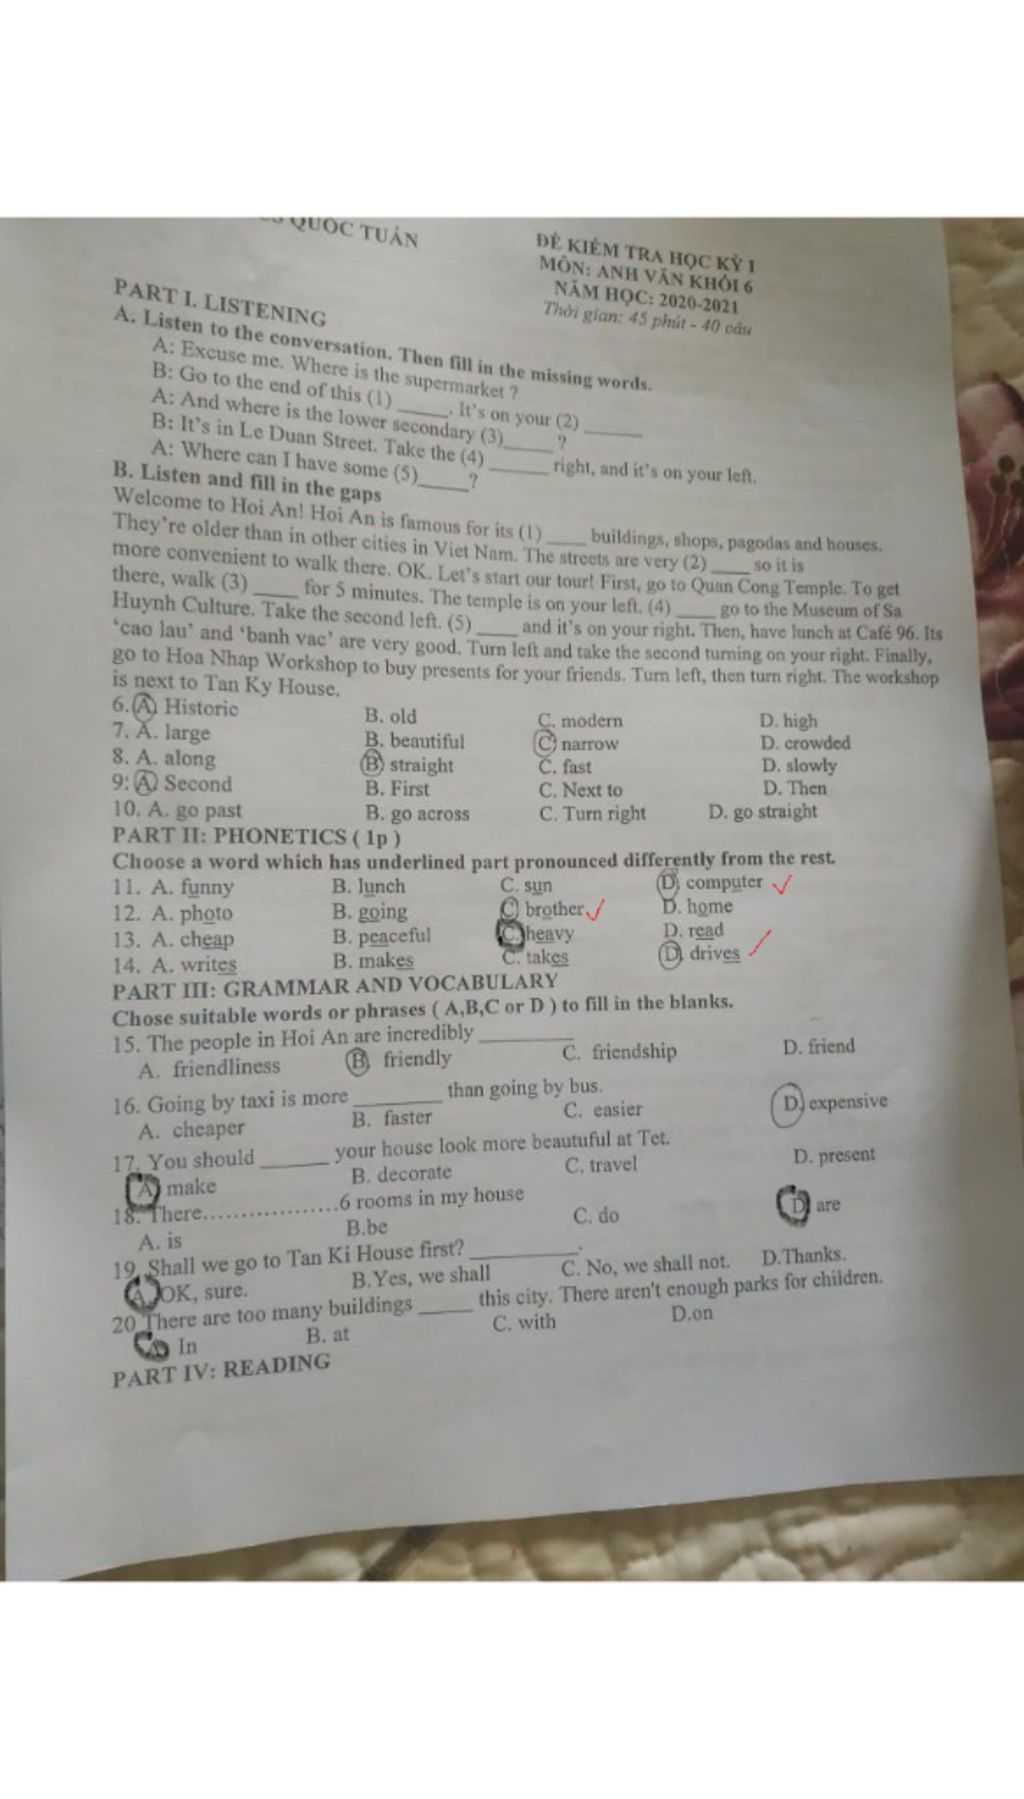 QUỐC TUẤN
ĐỀ KIỂM TRA HỌC KỲ I
MÔN: ANH VĂN KHỐI 6
NĂM HỌC: 2020-2021
Thời gian: 45 phút - 40 câu
PART I. LISTENING
A. Listen to the conversation. Then fill in the missing words.
A: Excuse me. Where is the supermarket ?
B: Go to the end of this (1) _____. It's on your (2) ______
A: And where is the lower secondary (3)_____ ?
B: It's in Le Duan Street. Take the (4) ______ right, and it's on your left.
A: Where can I have some (5)_____?
B. Listen and fill in the gaps
Welcome to Hoi An! Hoi An is famous for its (1) ____ buildings, shops, pagodas and houses.
They're older than in other cities in Viet Nam. The streets are very (2) ____ so it is
more convenient to walk there. OK. Let's start our tour! First, go to Quan Cong Temple. To get
there, walk (3) ____ for 5 minutes. The temple is on your left. (4) ____ go to the Museum of Sa
Huynh Culture. Take the second left. (5) ____ and it's on your right. Then, have lunch at Café 96. Its
'cao lau' and 'banh vac' are very good. Turn left and take the second turning on your right. Finally,
go to Hoa Nhap Workshop to buy presents for your friends. Turn left, then turn right. The workshop
is next to Tan Ky House.
6. A. Historic B. old C. modern D. high
7. A. large B. beautiful C. narrow D. crowded
8. A. along B. straight C. fast D. slowly
9: A. Second B. First C. Next to D. Then
10. A. go past B. go across C. Turn right D. go straight
PART II: PHONETICS ( 1p )
Choose a word which has underlined part pronounced differently from the rest.
11. A. funny B. lunch C. sun D. computer
12. A. photo B. going C. brother D. home
13. A. cheap B. peaceful C. heavy D. read
14. A. writes B. makes C. takes D. drives
PART III: GRAMMAR AND VOCABULARY
Chose suitable words or phrases ( A,B,C or D ) to fill in the blanks.
15. The people in Hoi An are incredibly _________
A. friendliness B. friendly C. friendship D. friend
16. Going by taxi is more ________ than going by bus.
A. cheaper B. faster C. easier D. expensive
17. You should ______ your house look more beautuful at Tet.
A. make B. decorate C. travel D. present
18. There..................6 rooms in my house
A. is B.be C. do D. are
19. Shall we go to Tan Ki House first? __________.
A. OK, sure. B.Yes, we shall C. No, we shall not. D.Thanks.
20 There are too many buildings _____ this city. There aren't enough parks for children.
A. In B. at C. with D.on
PART IV: READING